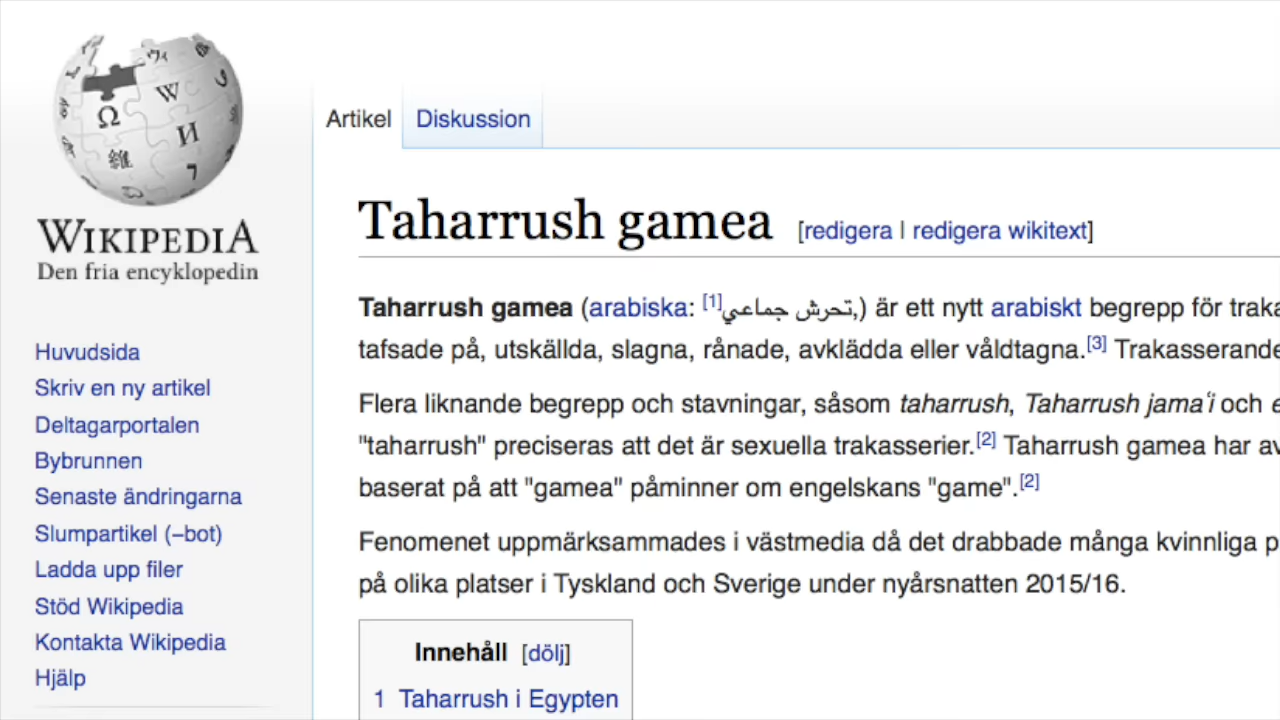 WIKIPEDIA
Den fria encyklopedin
Huvudsida
Skriv en ny artikel
Deltagarportalen
Bybrunnen
Senaste ändringarna
Slumpartikel (–bot)
Ladda upp filer
Stöd Wikipedia
Kontakta Wikipedia
Hjälp
Artikel Diskussion
Taharrush gamea [redigera | redigera wikitext]
Taharrush gamea (arabiska: [1]تحرش جماعي,) är ett nytt arabiskt begrepp för
tafsade på, utskällda, slagna, rånade, avklädda eller våldtagna.[3]
Flera liknande begrepp och stavningar, såsom taharrush, Taharrush jamaʿi och
"taharrush" preciseras att det är sexuella trakasserier.[2] Taharrush gamea har
baserat på att "gamea" påminner om engelskans "game".[2]
Fenomenet uppmärksammades i västmedia då det drabbade många kvinnliga
på olika platser i Tyskland och Sverige under nyårsnatten 2015/16.
Innehåll [dölj]
1 Taharrush i Egypten